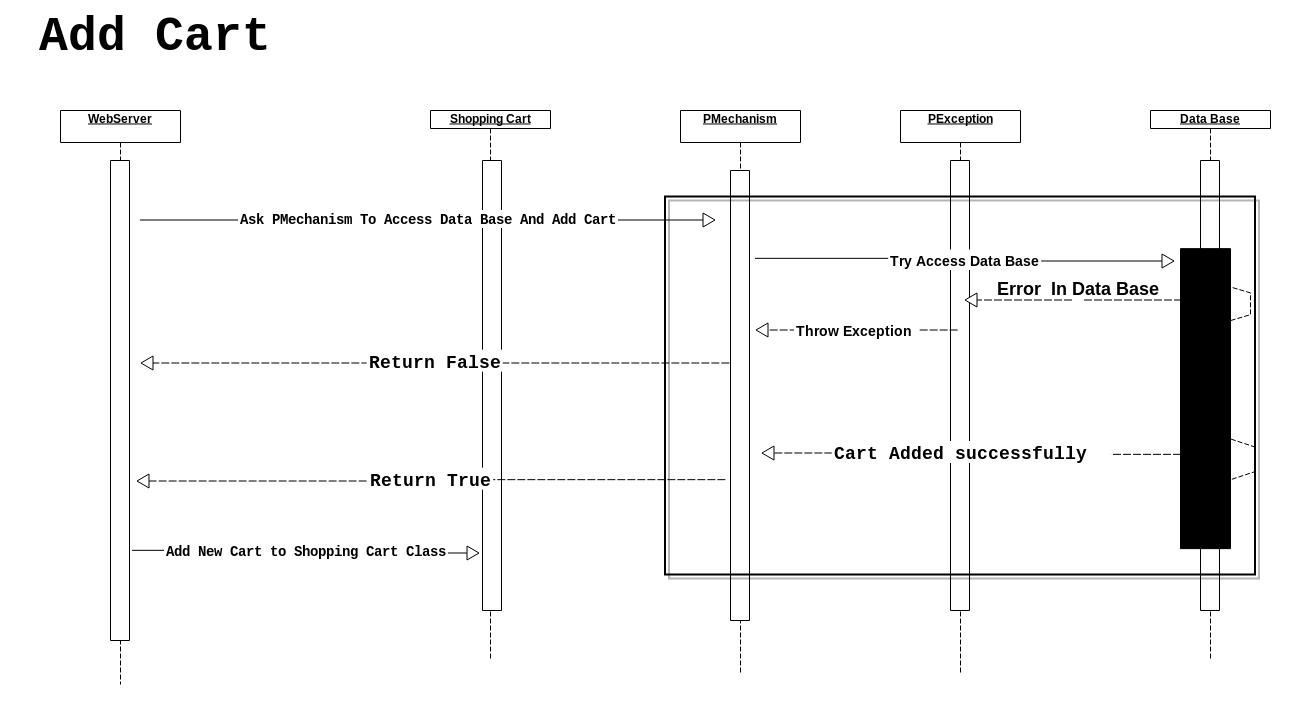 Add Cart
WebServer
Shopping Cart
PMechanism
PException
Data Base
Ask PMechanism To Access Data Base And Add Cart
Try Access Data Base
Error In Data Base
Throw Exception
Return False
Cart Added successfully
Return True
Add New Cart to Shopping Cart Class